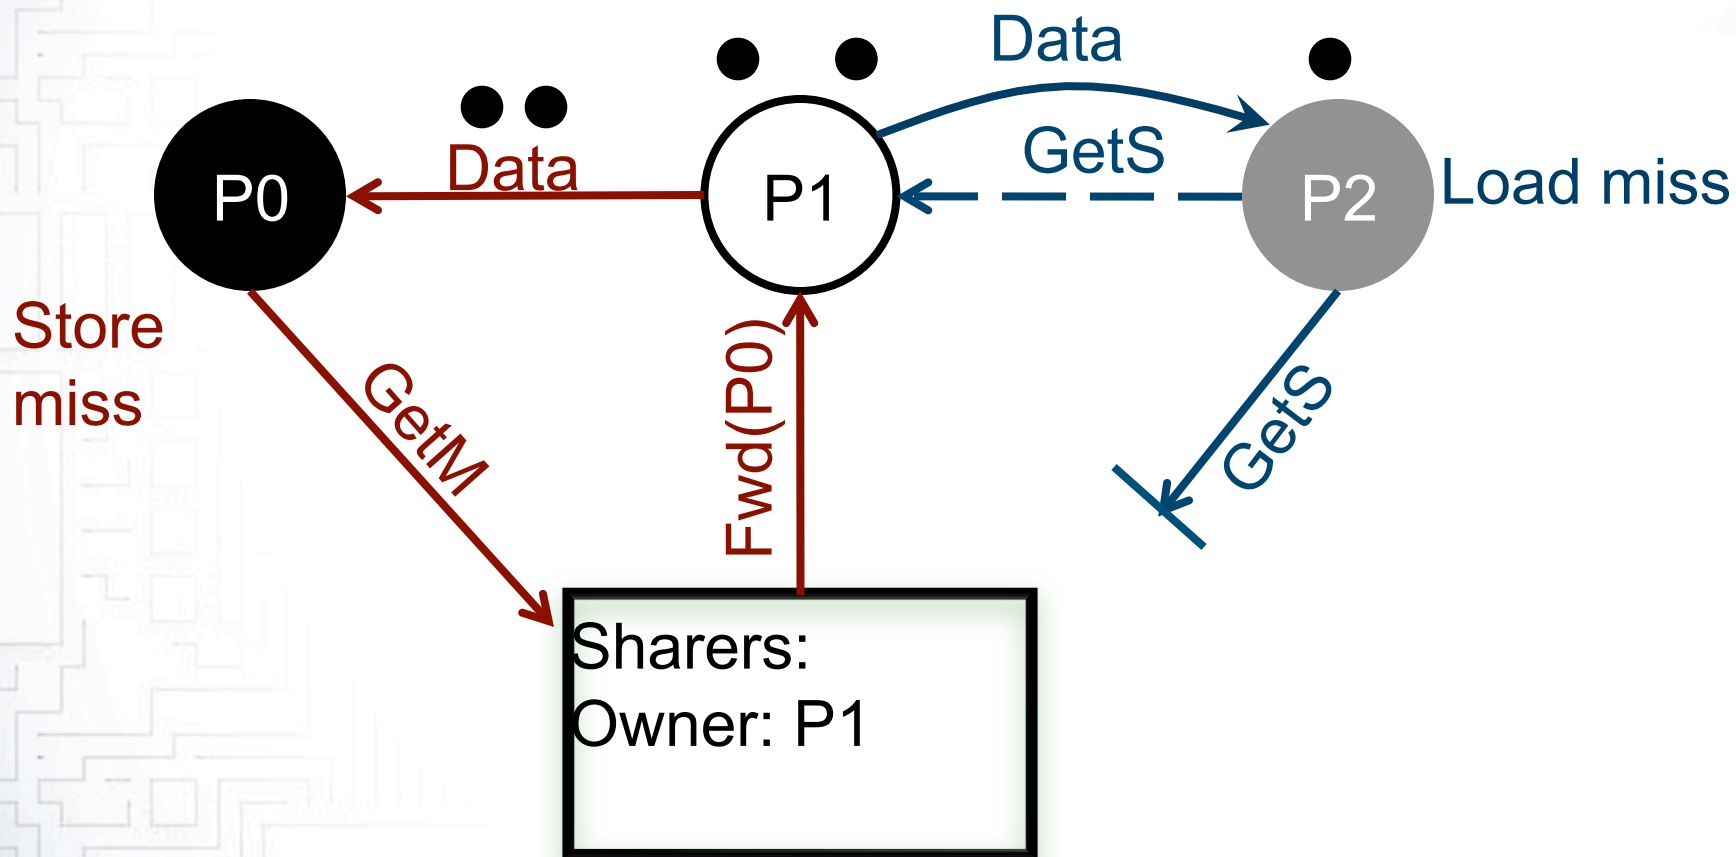 Data
Data
GetS
P0
P1
P2
Load miss
Store
miss
GetM
Fwd(P0)
GetS
Sharers:
Owner: P1